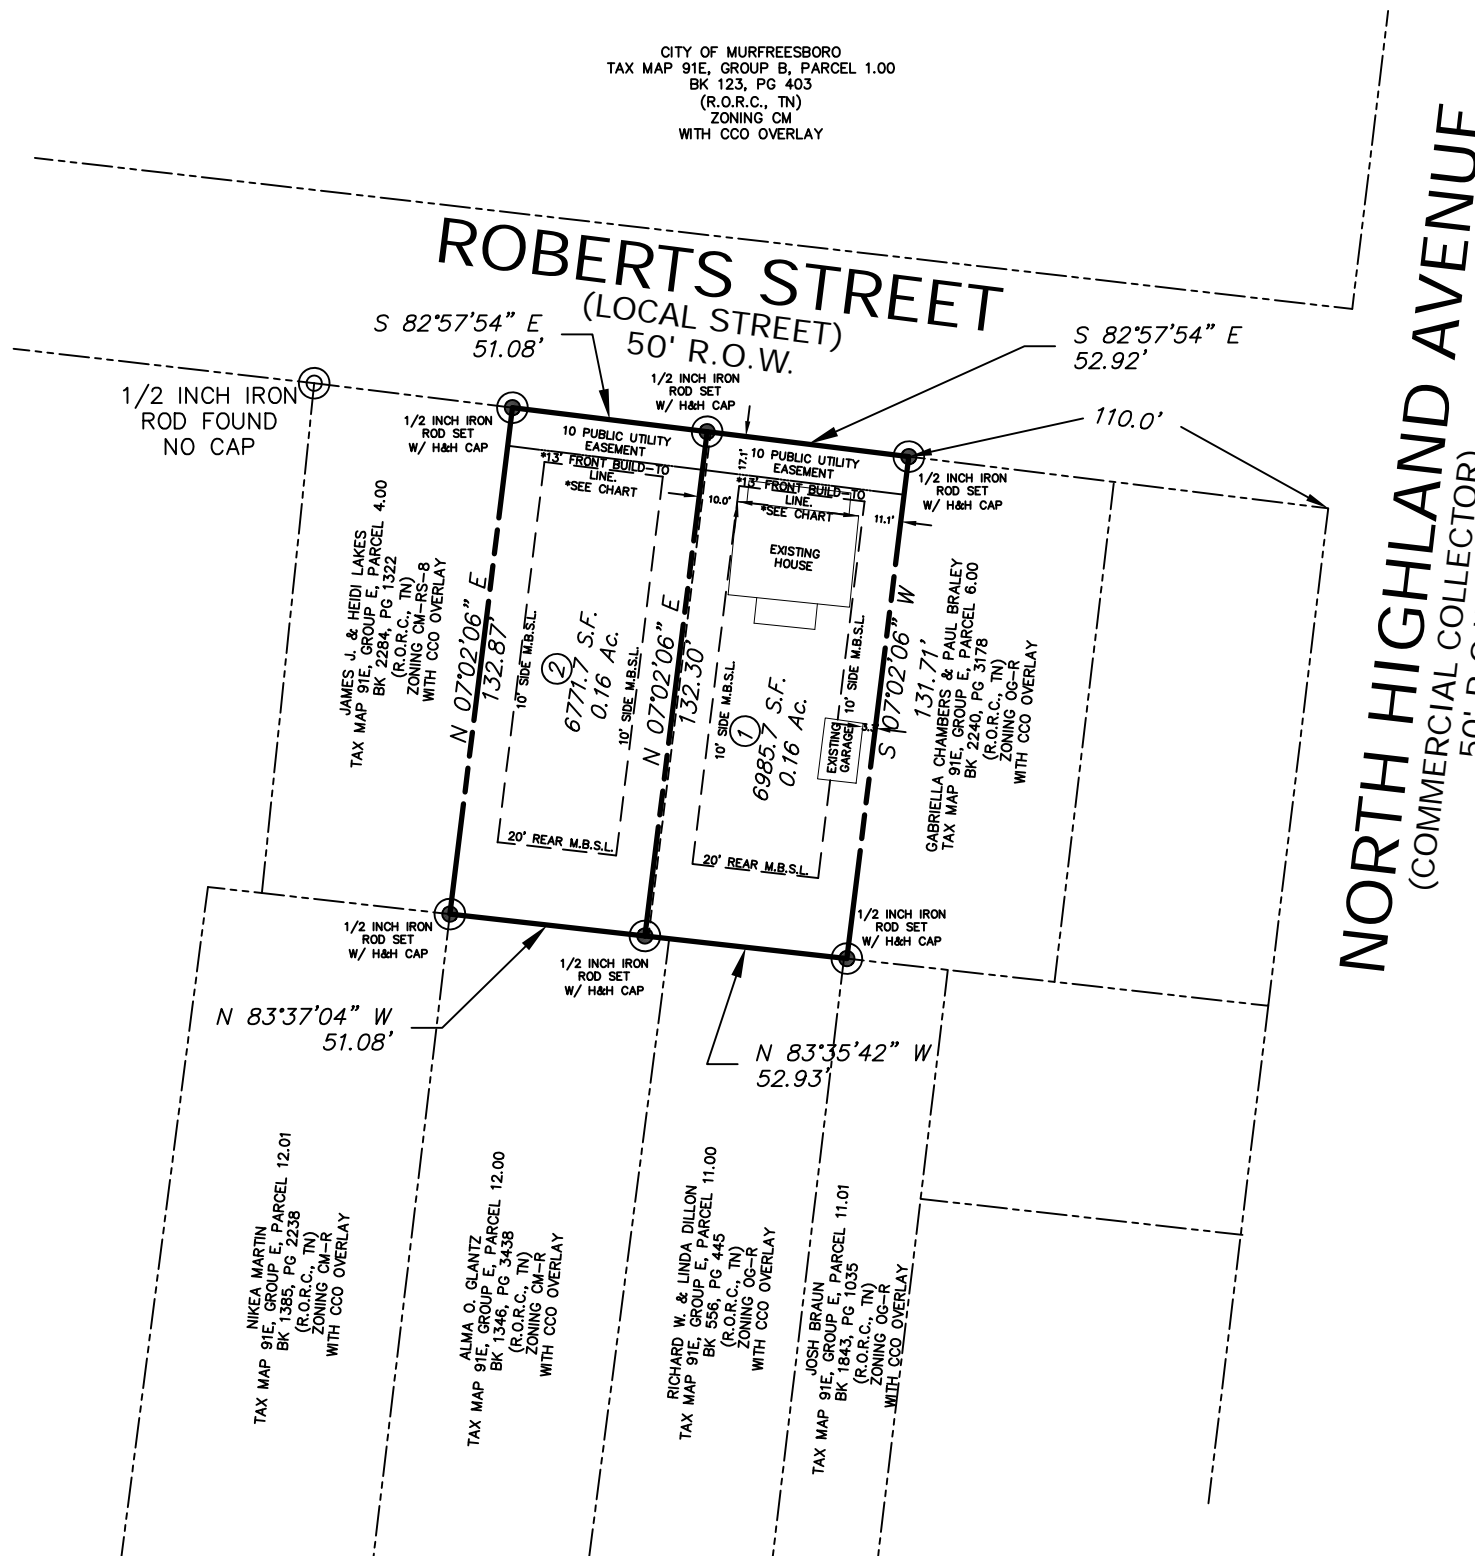 CITY OF MURFREESBORO
TAX MAP 91E, GROUP B, PARCEL 1.00
BK 123, PG 403
(R.O.R.C., TN)
ZONING CM
WITH CCO OVERLAY
ROBERTS STREET
(LOCAL STREET)
50' R.O.W.
S 82°57'54" E
51.08'
S 82°57'54" E
52.92'
110.0'
1/2 INCH IRON
ROD FOUND
NO CAP
1/2 INCH IRON
ROD SET
W/ H&H CAP
1/2 INCH IRON
ROD SET
W/ H&H CAP
1/2 INCH IRON
ROD SET
W/ H&H CAP
10 PUBLIC UTILITY
EASEMENT
*13' FRONT BUILD-TO
LINE.
*SEE CHART
17.1'
10 PUBLIC UTILITY
EASEMENT
*13' FRONT BUILD-TO
LINE.
*SEE CHART
10.0'
11.1'
EXISTING
HOUSE
JAMES J. & HEIDI LAKES
TAX MAP 91E, GROUP E, PARCEL 4.00
BK 2284, PG 1322
(R.O.R.C., TN)
ZONING CM-RS-8
WITH CCO OVERLAY
N 07°02'06" E
132.87'
10' SIDE M.B.S.L.
2
6771.7 S.F.
0.16 Ac.
10' SIDE M.B.S.L.
N 07°02'06" E
132.30'
10' SIDE M.B.S.L.
1
6985.7 S.F.
0.16 Ac.
10' SIDE M.B.S.L.
EXISTING
GARAGE
S 07°02'06" W
131.71'
GABRIELLA CHAMBERS & PAUL BRALEY
TAX MAP 91E, GROUP E, PARCEL 6.00
BK 2240, PG 3178
(R.O.R.C., TN)
ZONING OG-R
WITH CCO OVERLAY
20' REAR M.B.S.L.
20' REAR M.B.S.L.
NORTH HIGHLAND AVENUE
(COMMERCIAL COLLECTOR)
50'
1/2 INCH IRON
ROD SET
W/ H&H CAP
1/2 INCH IRON
ROD SET
W/ H&H CAP
1/2 INCH IRON
ROD SET
W/ H&H CAP
N 83°37'04" W
51.08'
N 83°35'42" W
52.93'
NIKEA MARTIN
TAX MAP 91E, GROUP E, PARCEL 12.01
BK 1385, PG 2238
(R.O.R.C., TN)
ZONING CM-R
WITH CCO OVERLAY
ALMA O. GLANTZ
TAX MAP 91E, GROUP E, PARCEL 12.00
BK 1346, PG 3438
(R.O.R.C., TN)
ZONING CM-R
WITH CCO OVERLAY
RICHARD W. & LINDA DILLON
TAX MAP 91E, GROUP E, PARCEL 11.00
BK 556, PG 445
(R.O.R.C., TN)
ZONING OG-R
WITH CCO OVERLAY
JOSH BRAUN
TAX MAP 91E, GROUP E, PARCEL 11.01
BK 1843, PG 1035
(R.O.R.C., TN)
ZONING OG-R
WITH CCO OVERLAY